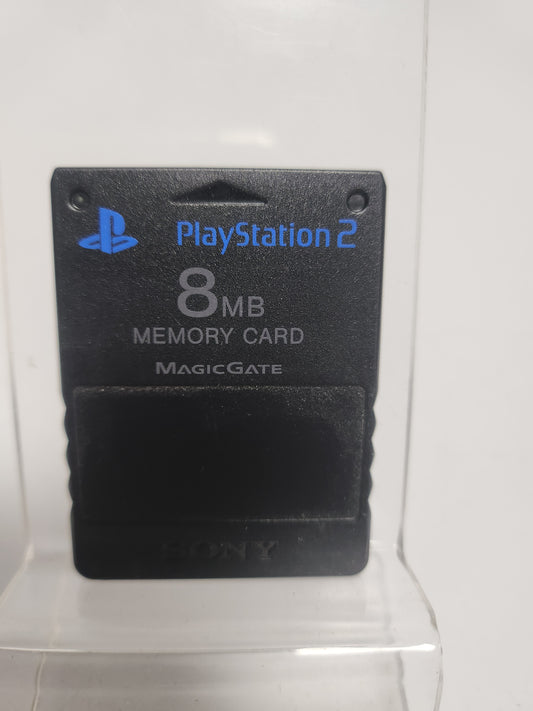 PlayStation 2
8MB
MEMORY CARD
MAGICGATE
SONY